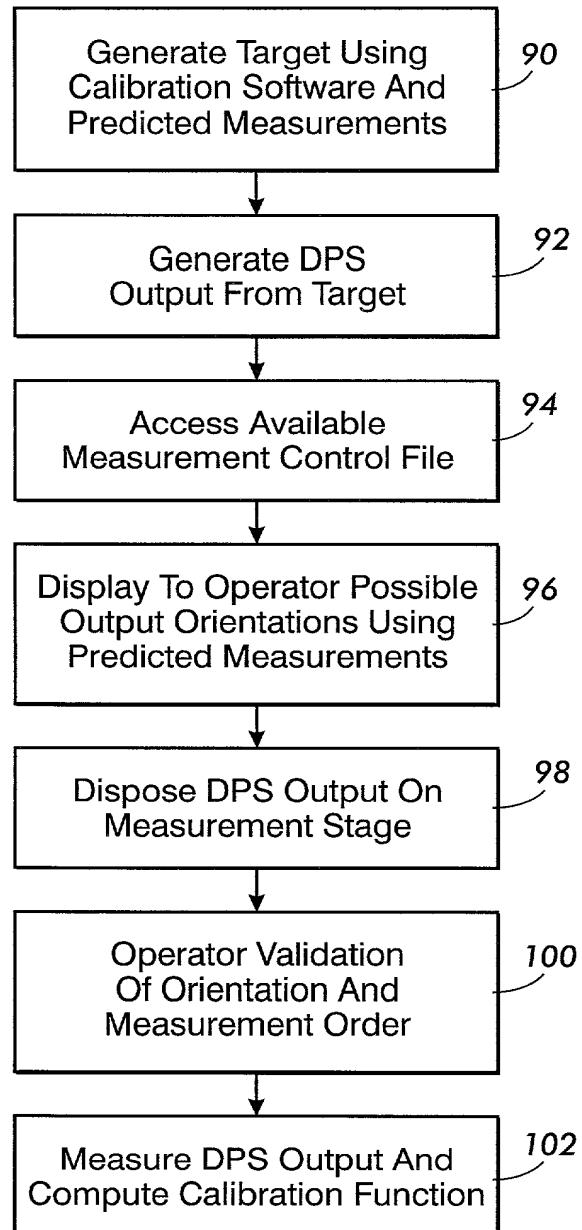 Generate Target Using
Calibration Software And
Predicted Measurements
90
Generate DPS
Output From Target
92
Access Available
Measurement Control File
94
Display To Operator Possible
Output Orientations Using
Predicted Measurements
96
Dispose DPS Output On
Measurement Stage
98
Operator Validation
Of Orientation And
Measurement Order
100
Measure DPS Output And
Compute Calibration Function
102